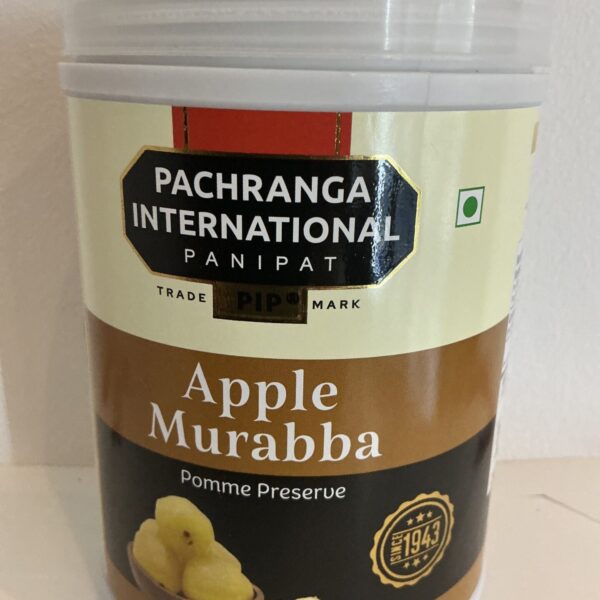 PACHRANGA
INTERNATIONAL
PANIPAT
TRADE PIP® MARK
Apple
Murabba
Pomme Preserve
SINCE
1943